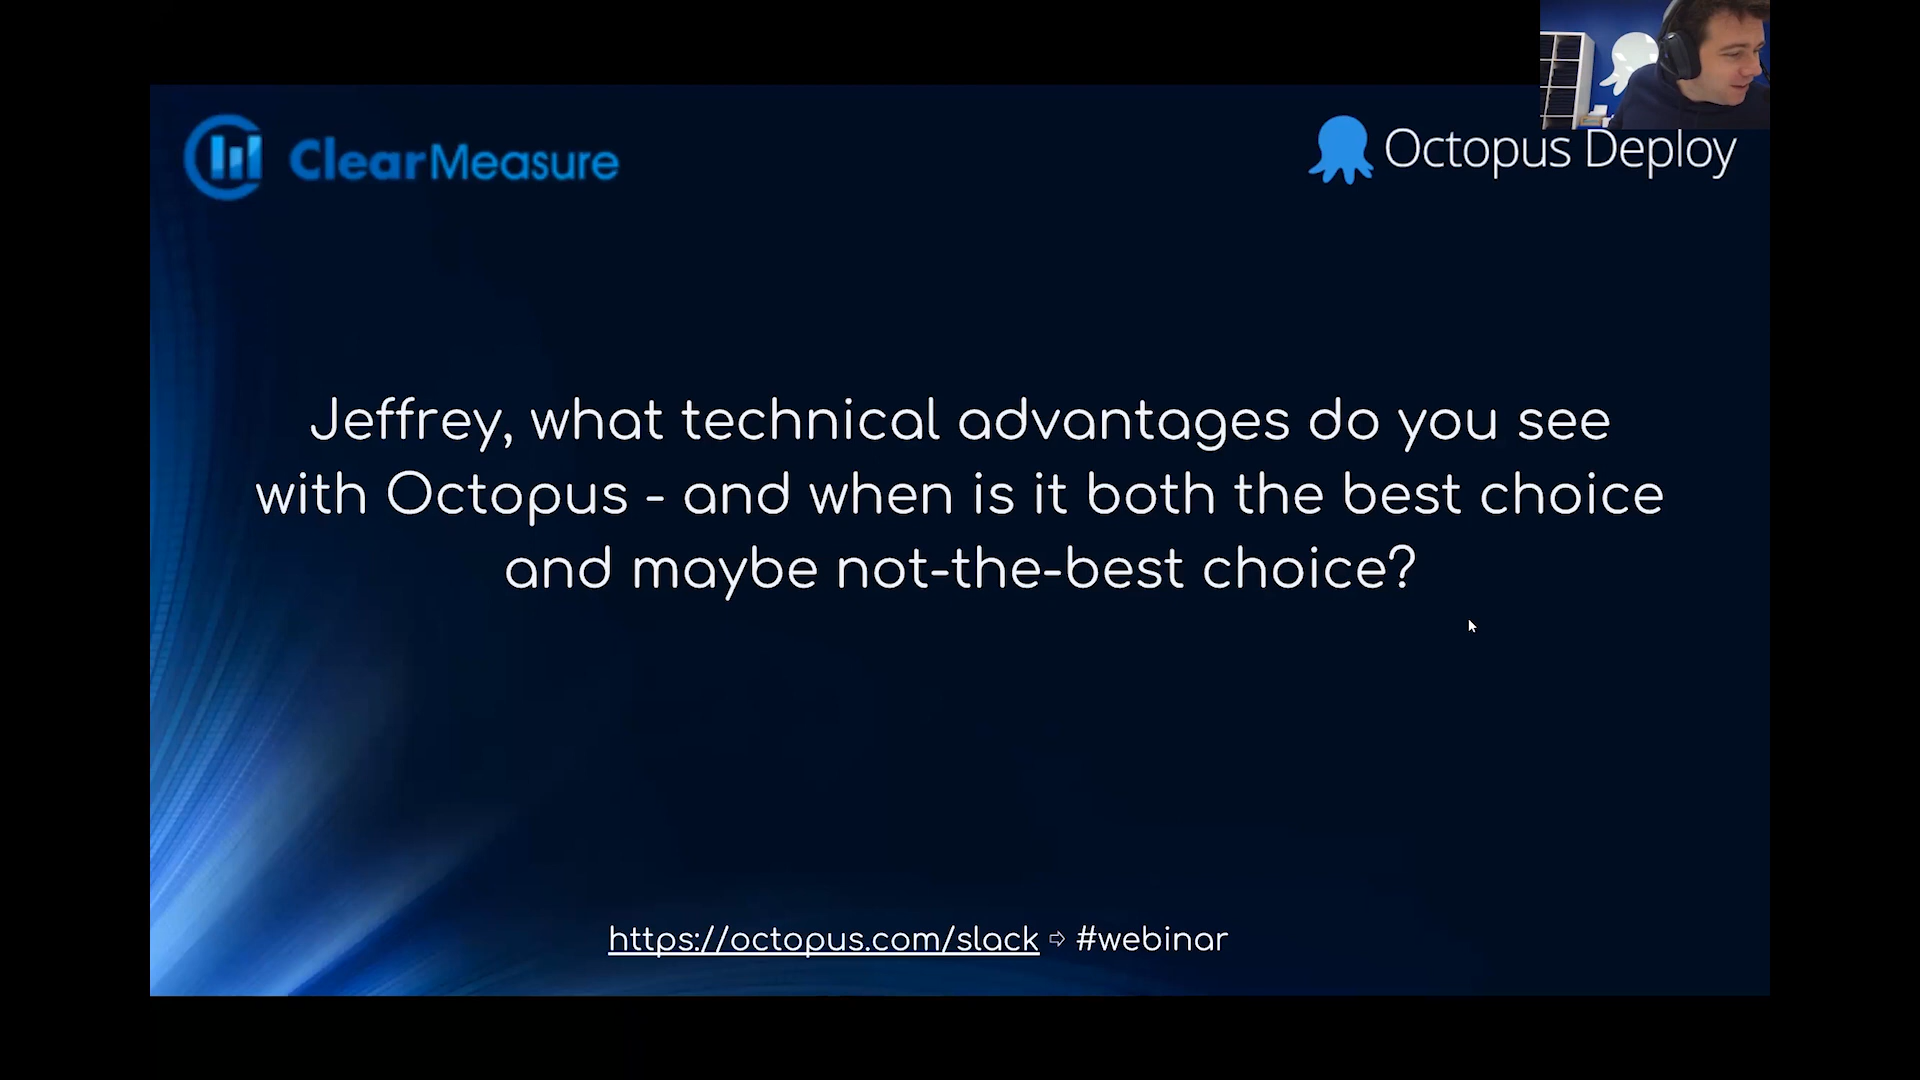 ClearMeasure
Octopus Deploy
Jeffrey, what technical advantages do you see
with Octopus - and when is it both the best choice
and maybe not-the-best choice?
https://octopus.com/slack ⇨ #webinar